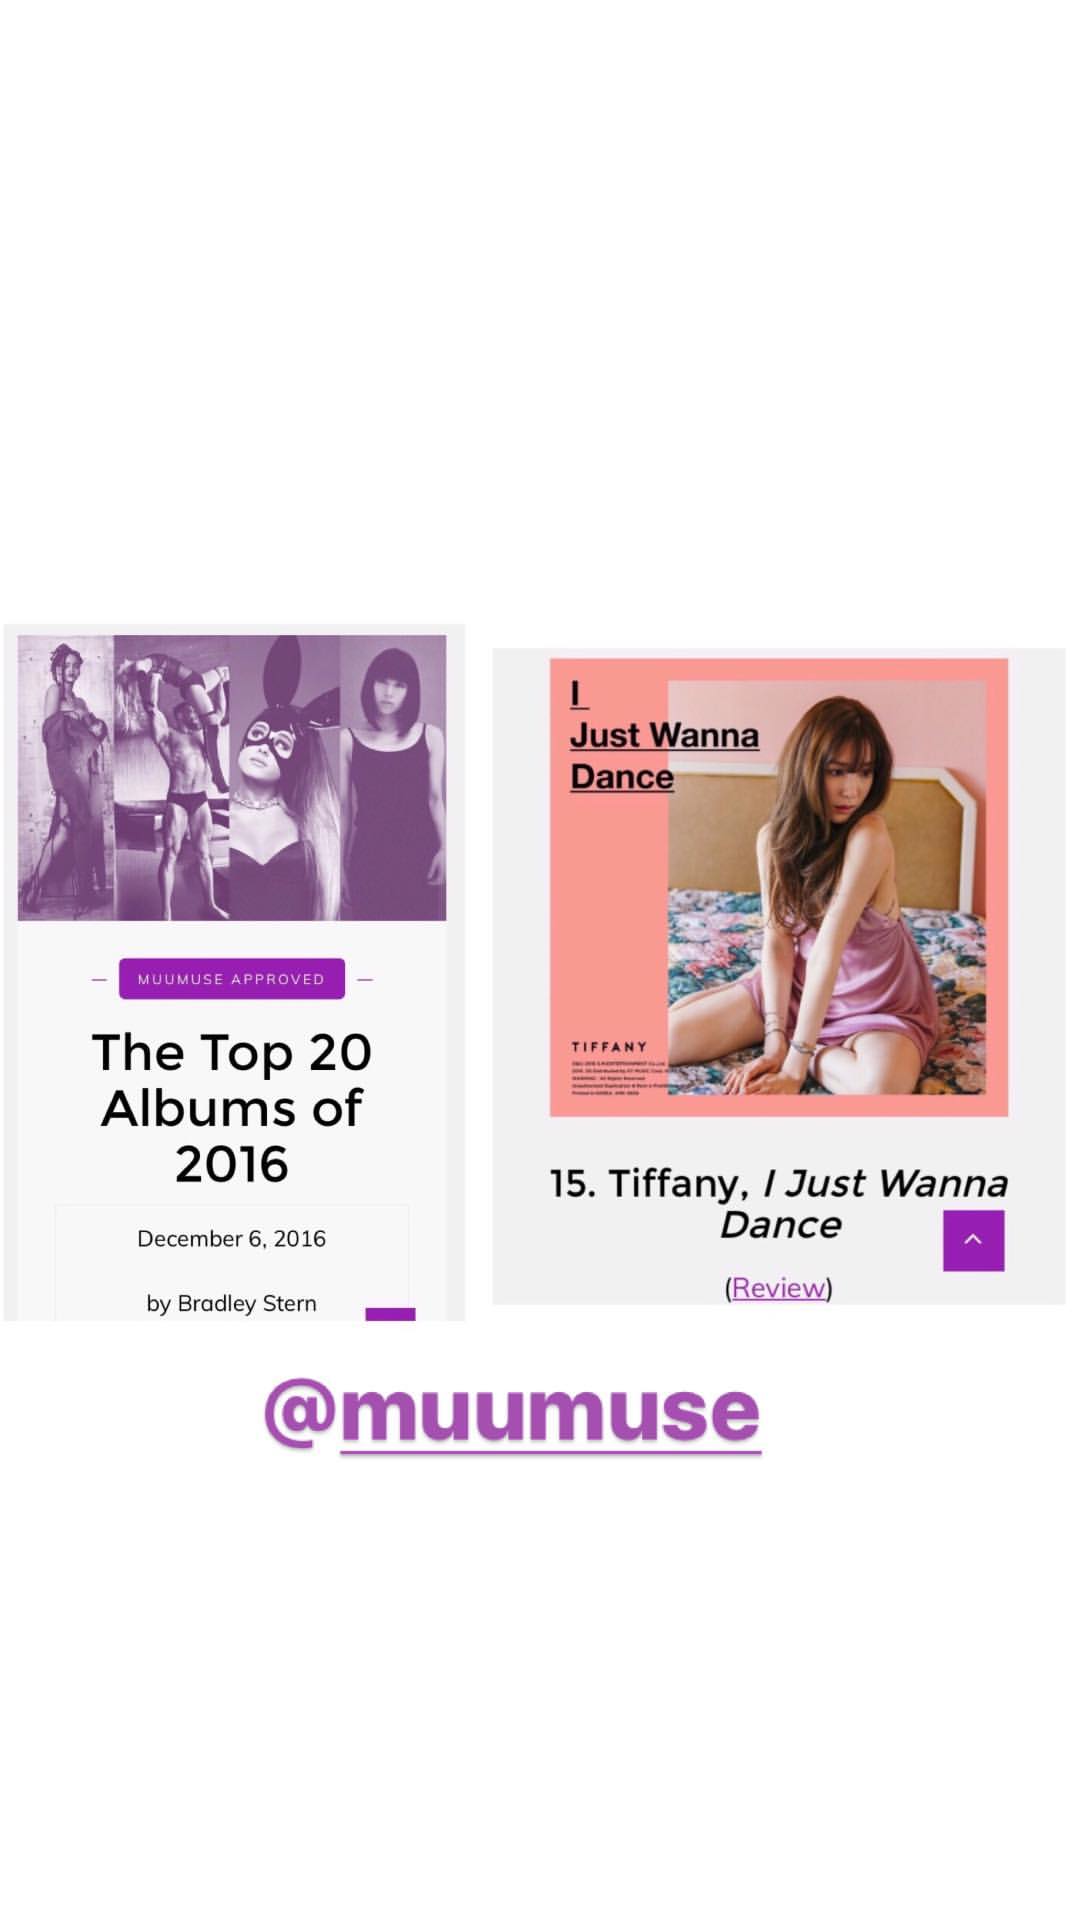 MUUMUSE APPROVED
The Top 20
Albums of
2016
December 6, 2016
by Bradley Stern
I
Just Wanna
Dance
TIFFANY
15. Tiffany, I Just Wanna
Dance
(Review)
@muumuse